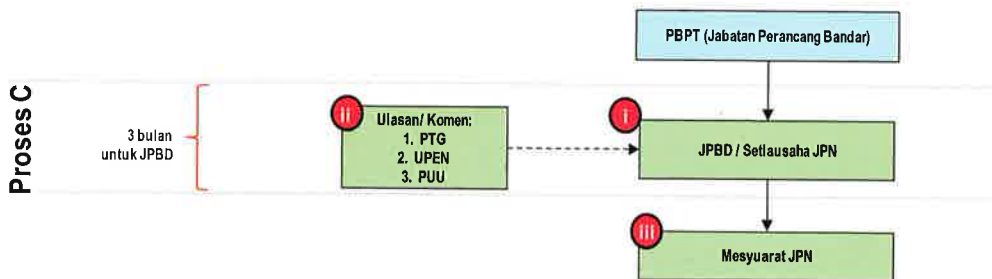 PBPT (Jabatan Perancang Bandar)
Proses C
3 bulan
untuk JPBD
ii
Ulasan/ Komen:
1. PTG
2. UPEN
3. PUU
i
JPBD / Setiausaha JPN
iii
Mesyuarat JPN